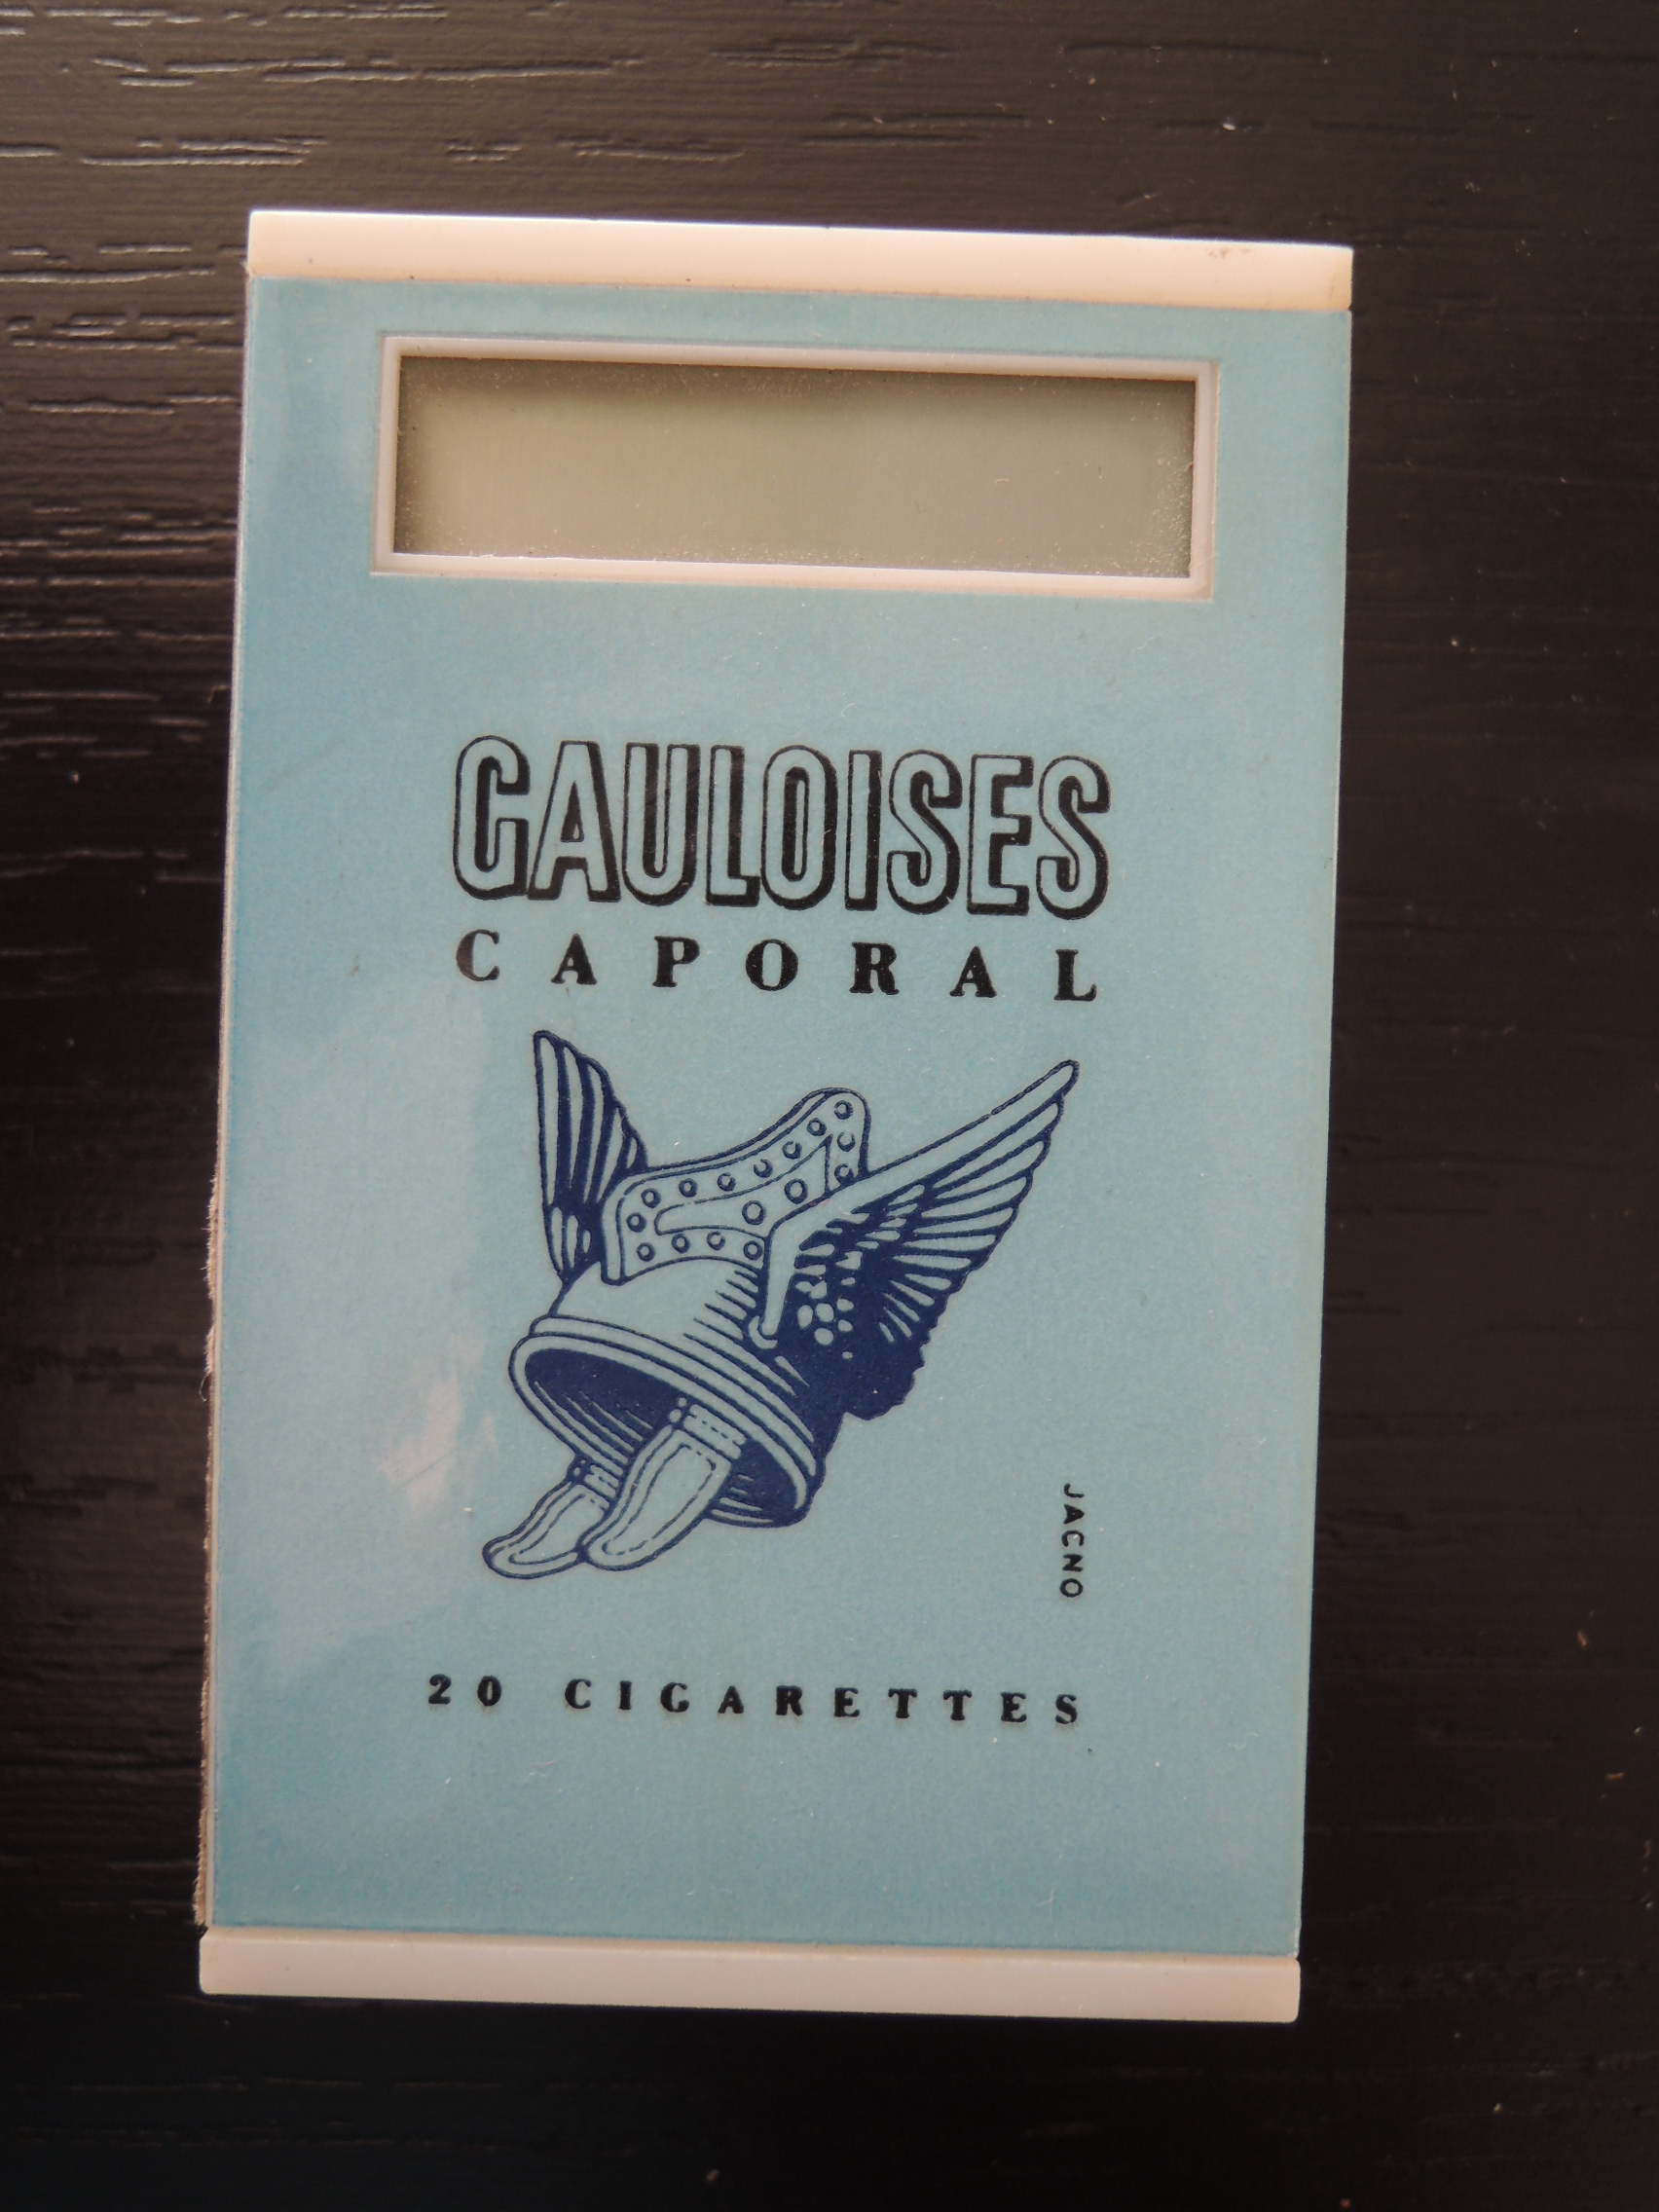 GAULOISES
CAPORAL
JACNO
20 CIGARETTES